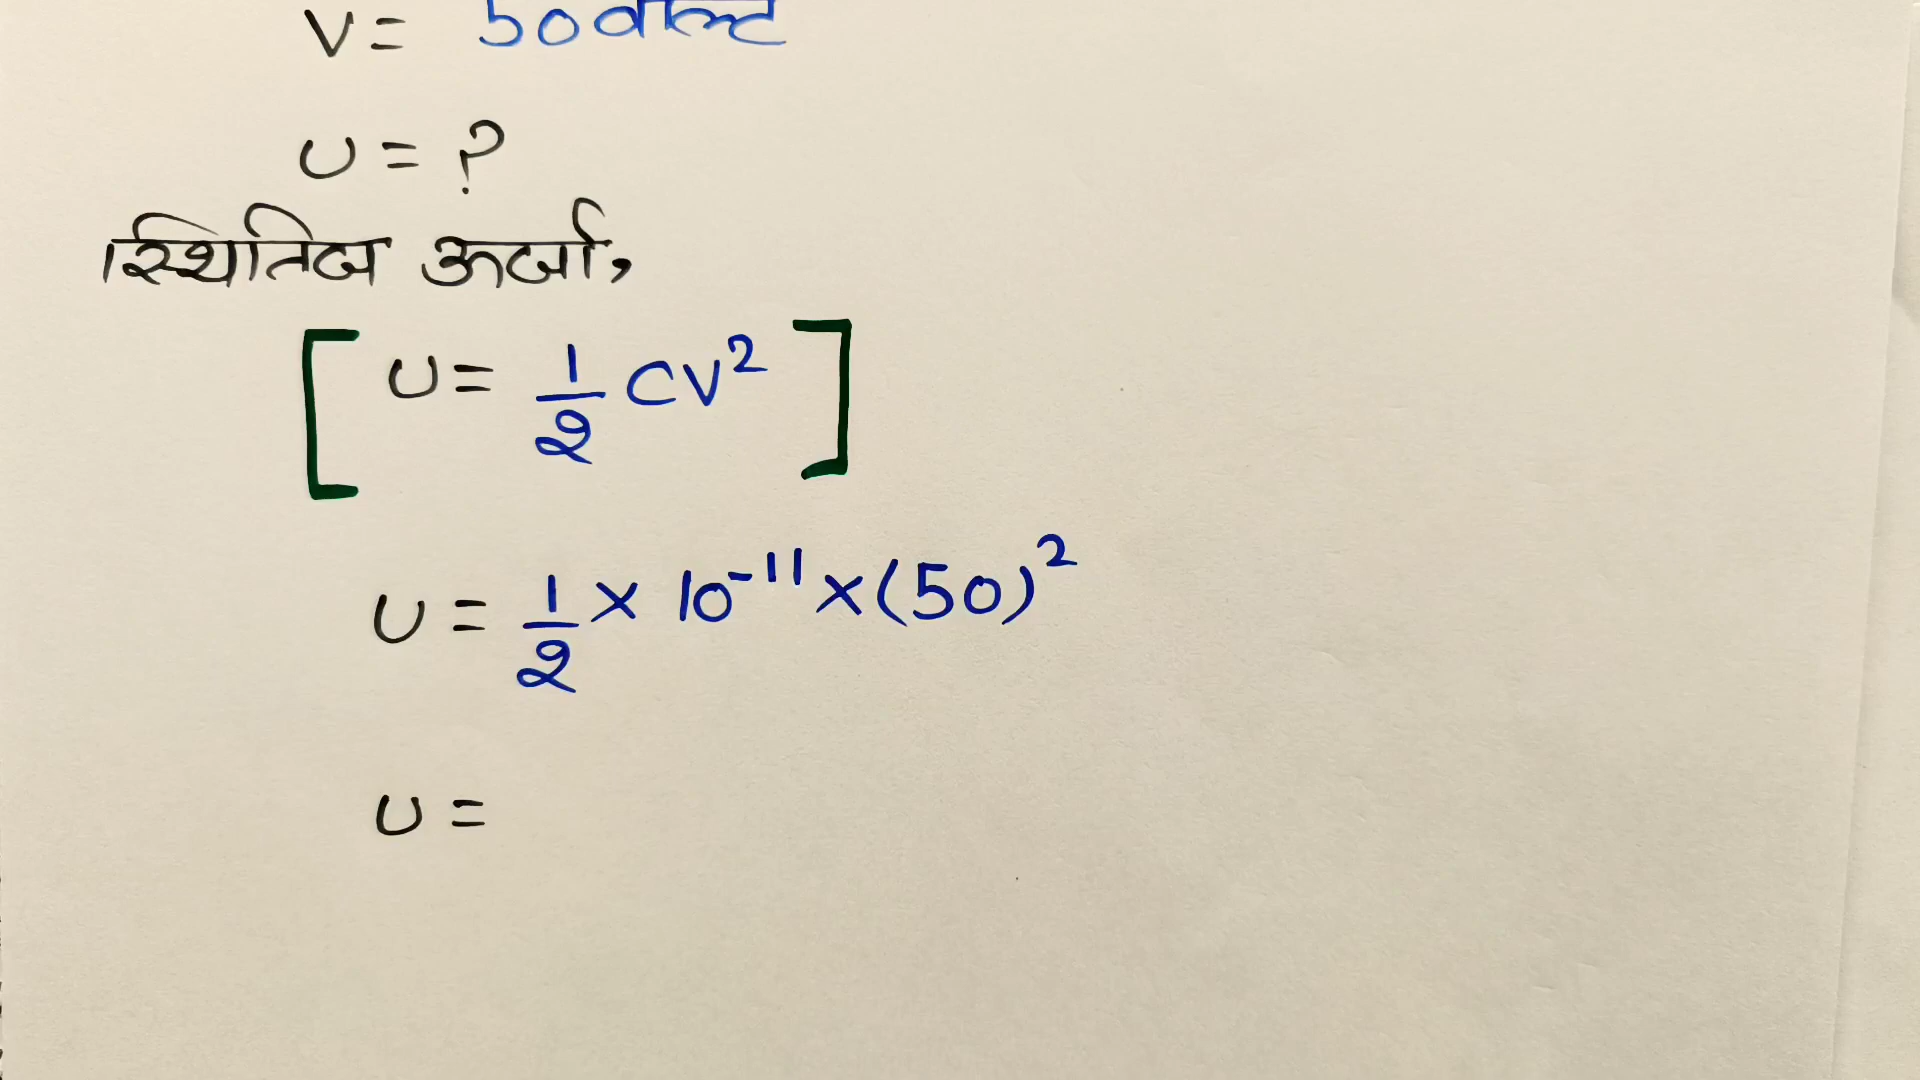 V = 50 वोल्ट
U = ?
स्थितिज ऊर्जा,
[ U = 1/2 CV² ]
U = 1/2 × 10⁻¹¹ × (50)²
U =